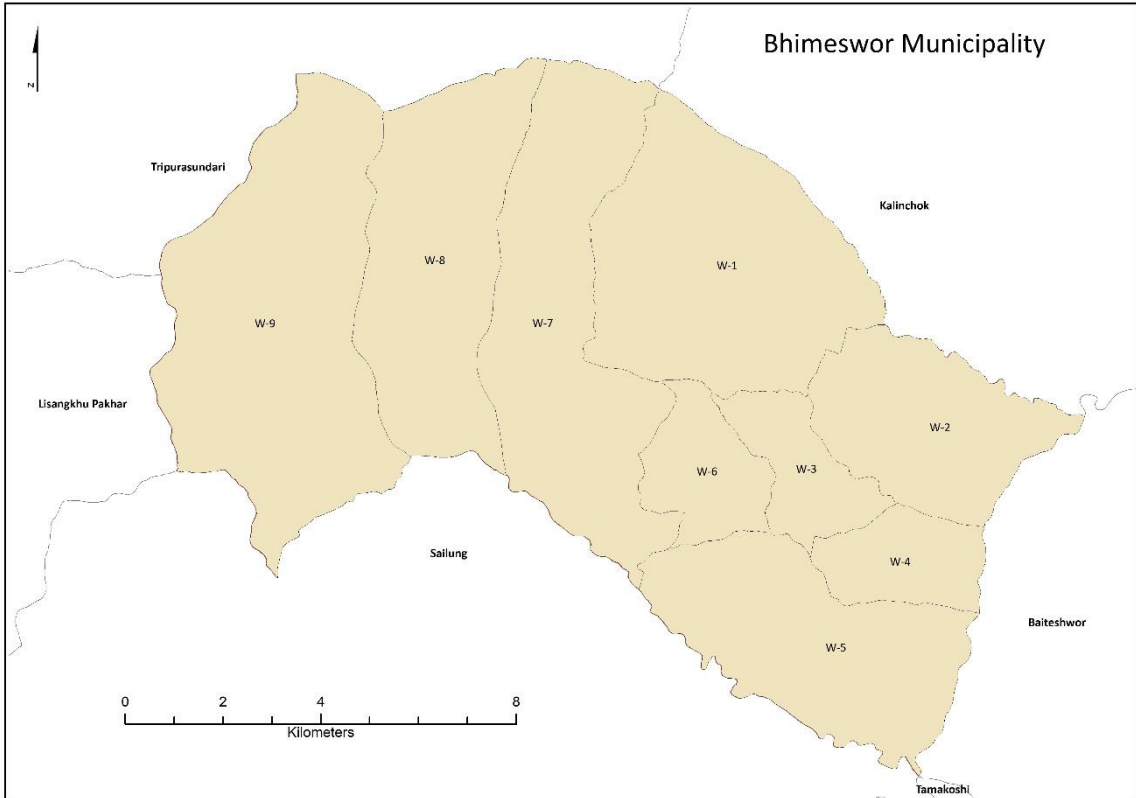 Bhimeswor Municipality
N
Tripurasundari
Kalinchok
W-8
W-1
W-9
W-7
Lisangkhu Pakhar
W-2
W-6
W-3
Sailung
W-4
Baiteshwor
W-5
0 2 4 8
Kilometers
Tamakoshi